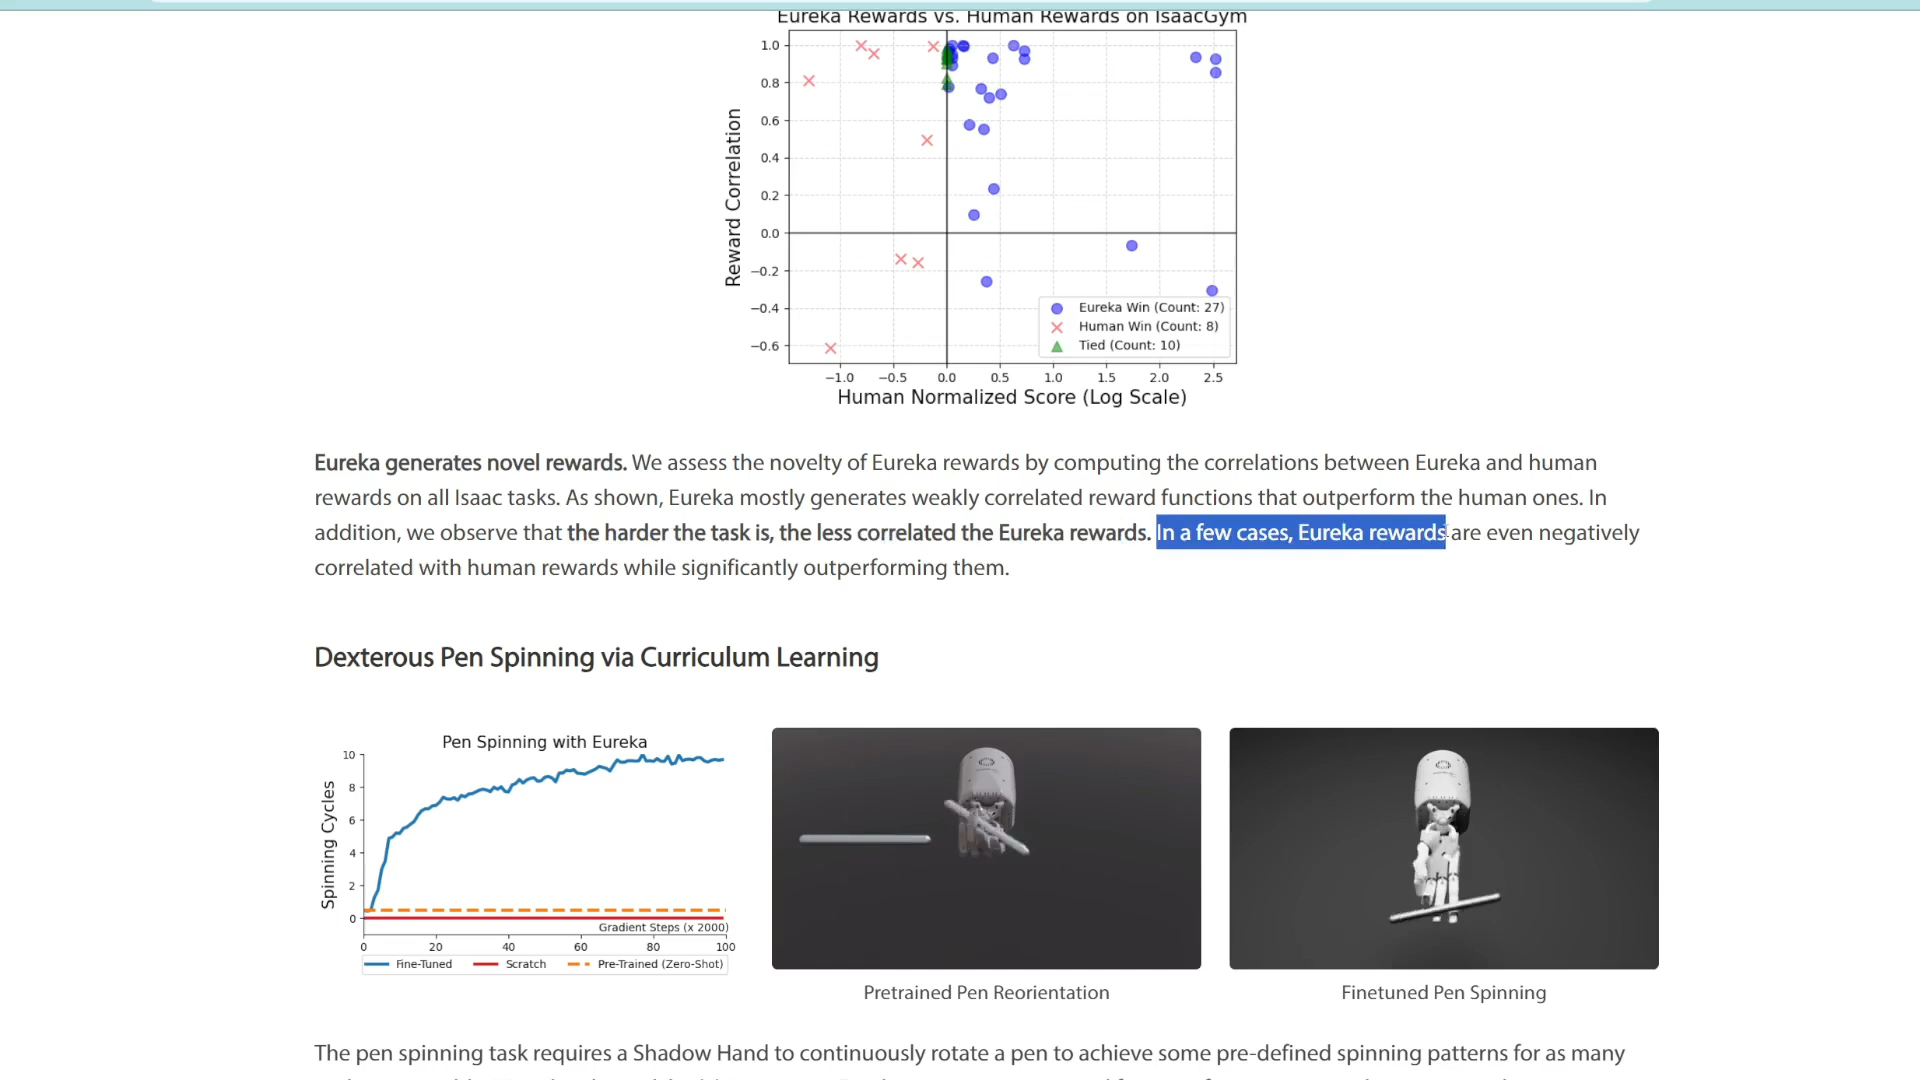 Eureka Rewards vs. Human Rewards on IsaacGym
1.0
0.8
0.6
0.4
0.2
0.0
−0.2
−0.4
−0.6
Reward Correlation
Eureka Win (Count: 27)
Human Win (Count: 8)
Tied (Count: 10)
−1.0 −0.5 0.0 0.5 1.0 1.5 2.0 2.5
Human Normalized Score (Log Scale)
Eureka generates novel rewards. We assess the novelty of Eureka rewards by computing the correlations between Eureka and human
rewards on all Isaac tasks. As shown, Eureka mostly generates weakly correlated reward functions that outperform the human ones. In
addition, we observe that the harder the task is, the less correlated the Eureka rewards. In a few cases, Eureka rewards are even negatively
correlated with human rewards while significantly outperforming them.
Dexterous Pen Spinning via Curriculum Learning
Pen Spinning with Eureka
10
8
6
4
2
0
Spinning Cycles
Gradient Steps (x 2000)
0 20 40 60 80 100
Fine-Tuned Scratch Pre-Trained (Zero-Shot)
Pretrained Pen Reorientation
Finetuned Pen Spinning
The pen spinning task requires a Shadow Hand to continuously rotate a pen to achieve some pre-defined spinning patterns for as many